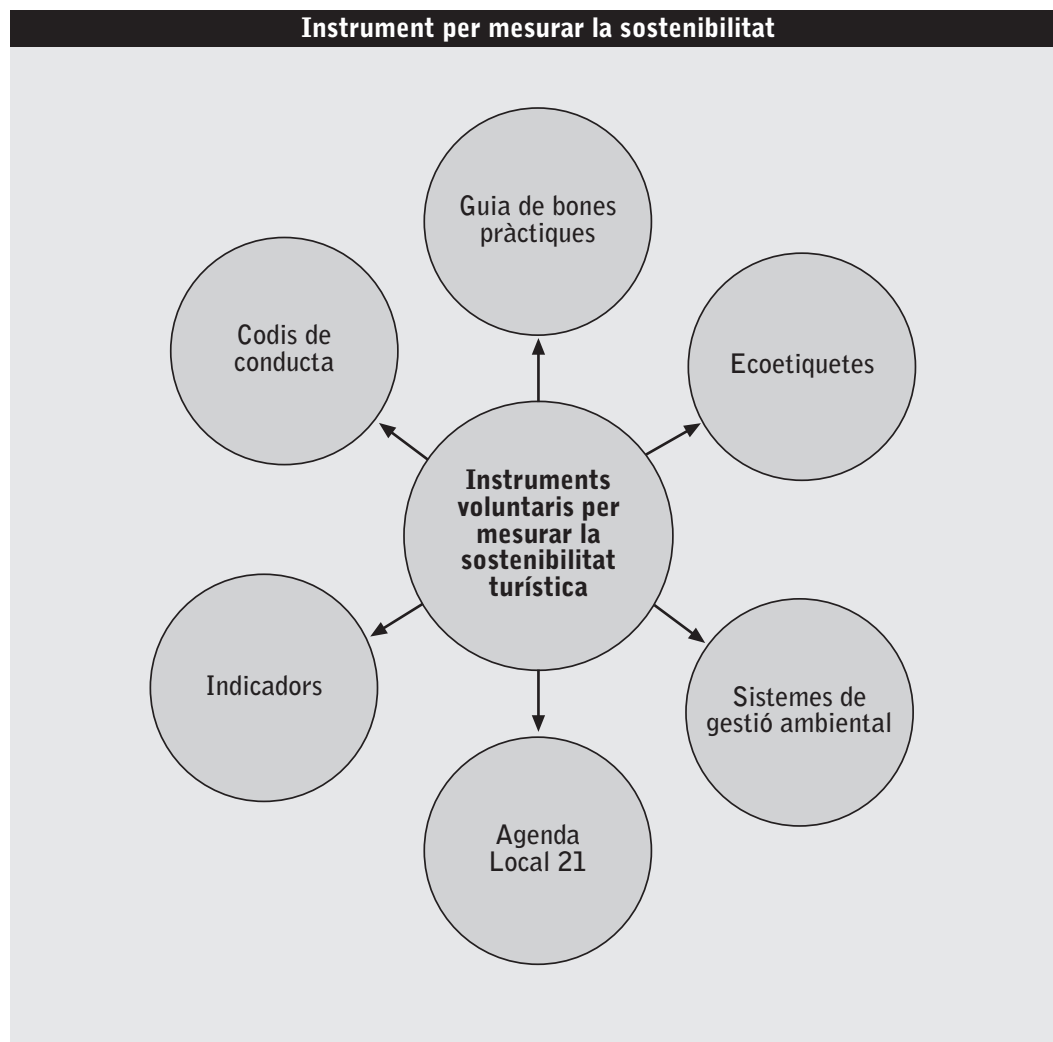 Instrument per mesurar la sostenibilitat
Guia de bones
pràctiques
Codis de
conducta
Ecoetiquetes
Instruments
voluntaris per
mesurar la
sostenibilitat
turística
Indicadors
Sistemes de
gestió ambiental
Agenda
Local 21